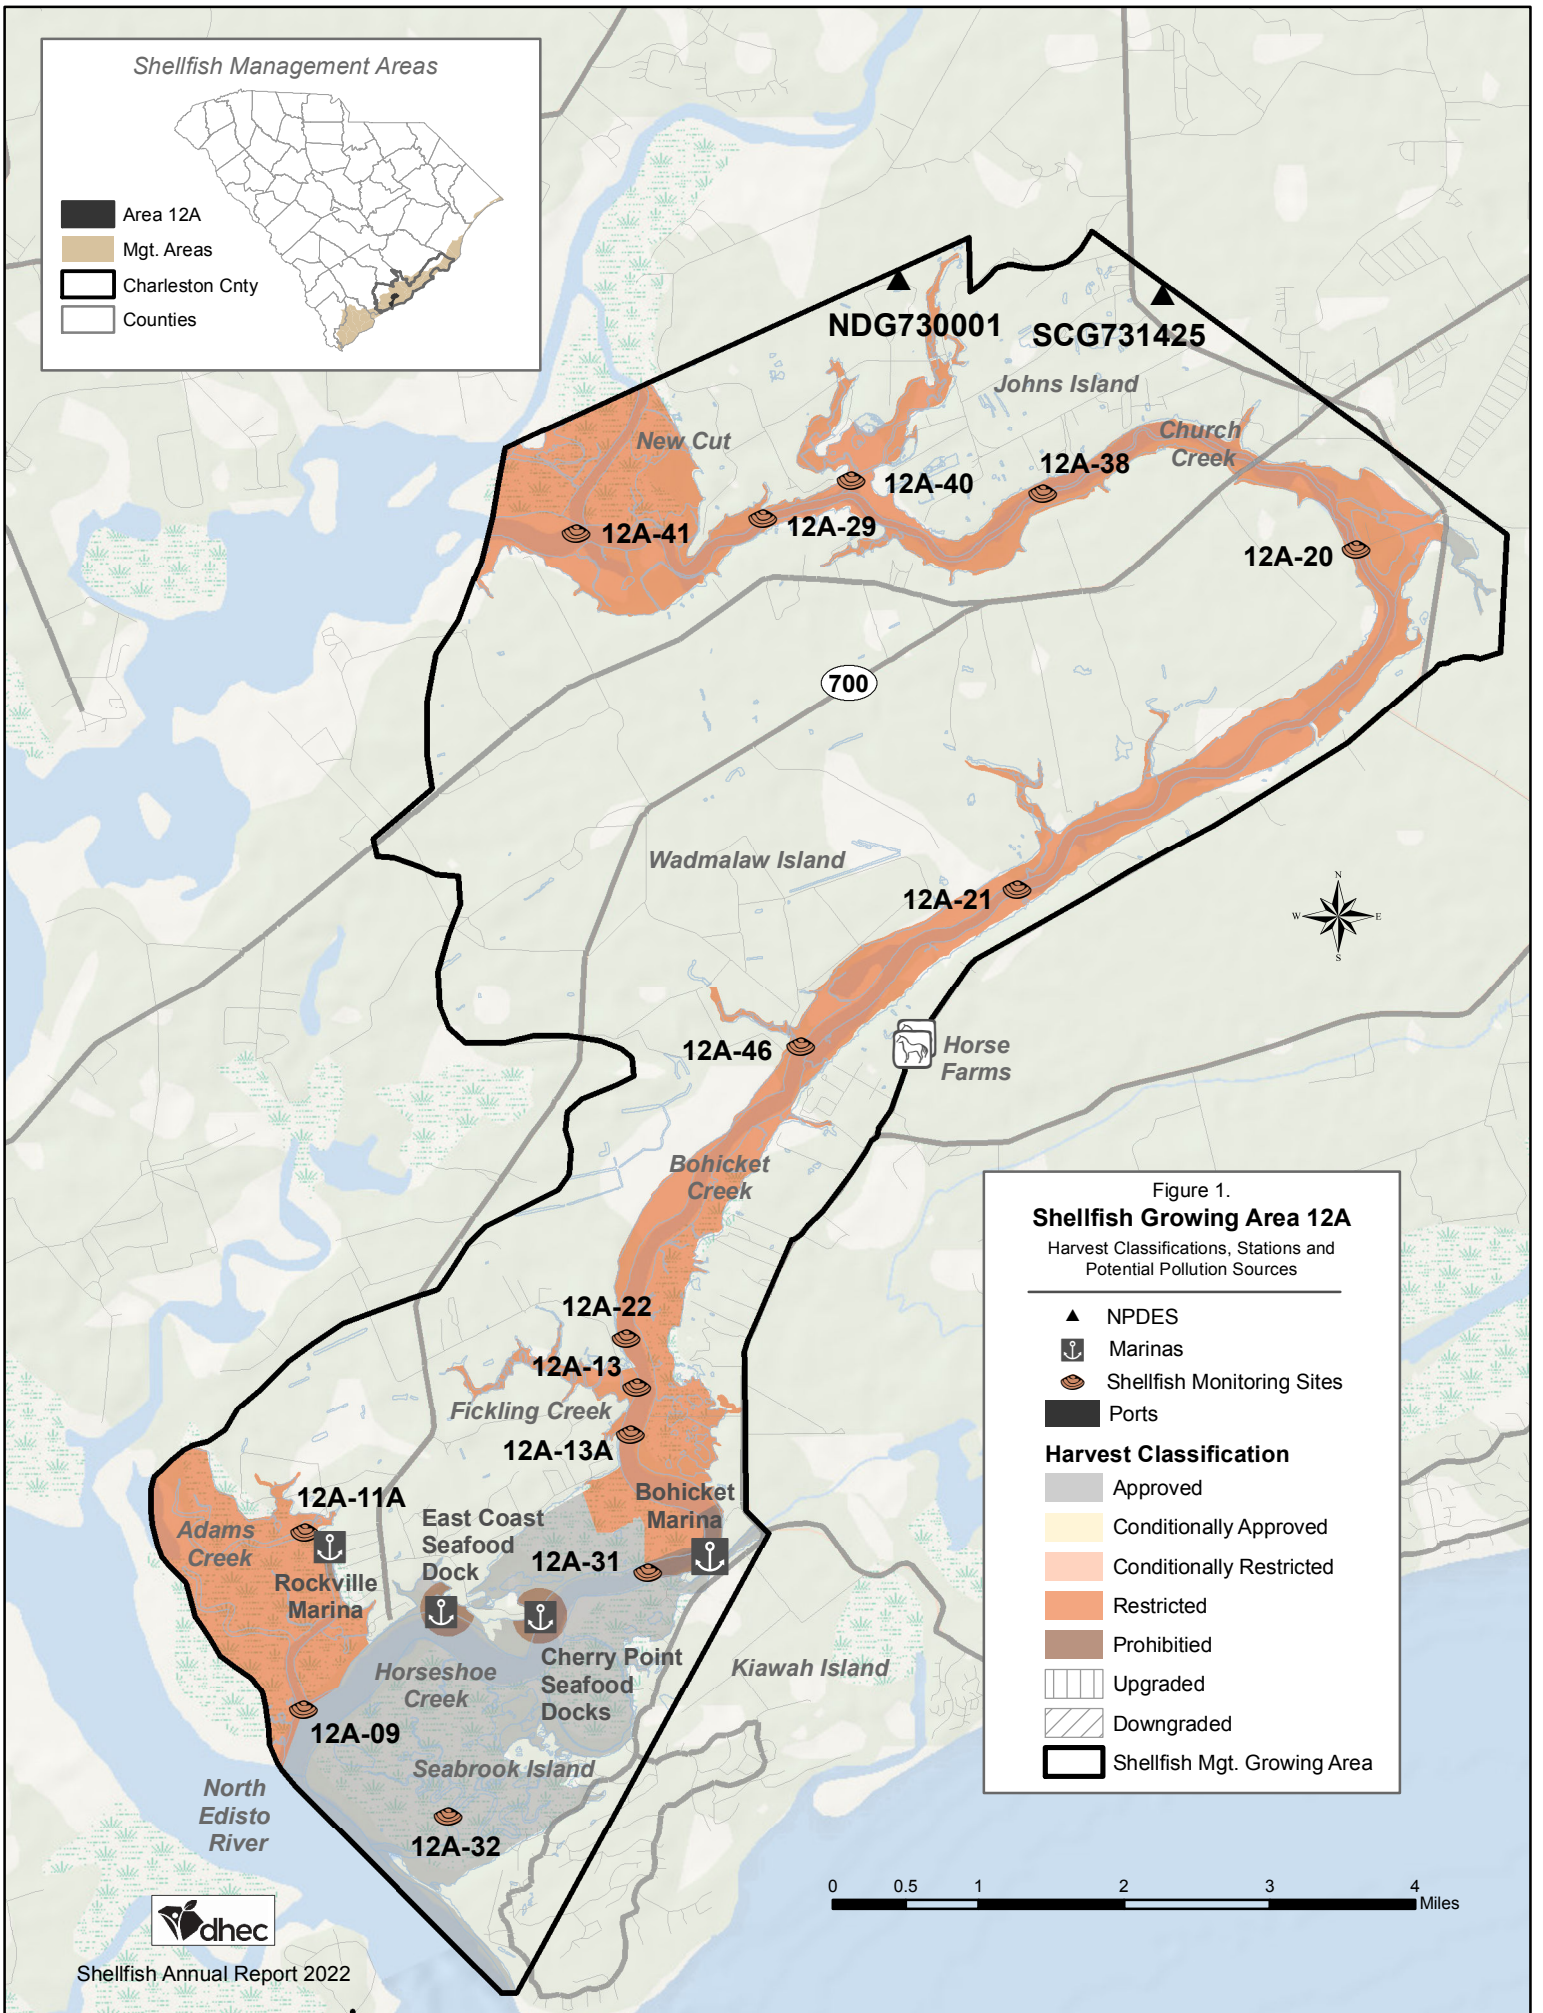 Shellfish Management Areas
Area 12A
Mgt. Areas
Charleston Cnty
Counties
NDG730001
SCG731425
Johns Island
New Cut
Church
Creek
12A-38
12A-40
12A-29
12A-41
12A-20
700
Wadmalaw Island
12A-21
N
W
E
S
12A-46
Horse
Farms
Bohicket
Creek
12A-22
12A-13
Fickling Creek
12A-13A
12A-11A
Adams
Creek
Rockville
Marina
East Coast
Seafood
Dock
Bohicket
Marina
12A-31
Cherry Point
Seafood
Docks
Horseshoe
Creek
Kiawah Island
12A-09
Seabrook Island
North
Edisto
River
12A-32
Figure 1.
Shellfish Growing Area 12A
Harvest Classifications, Stations and
Potential Pollution Sources
NPDES
Marinas
Shellfish Monitoring Sites
Ports
Harvest Classification
Approved
Conditionally Approved
Conditionally Restricted
Restricted
Prohibitied
Upgraded
Downgraded
Shellfish Mgt. Growing Area
0 0.5 1 2 3 4
Miles
dhec
Shellfish Annual Report 2022